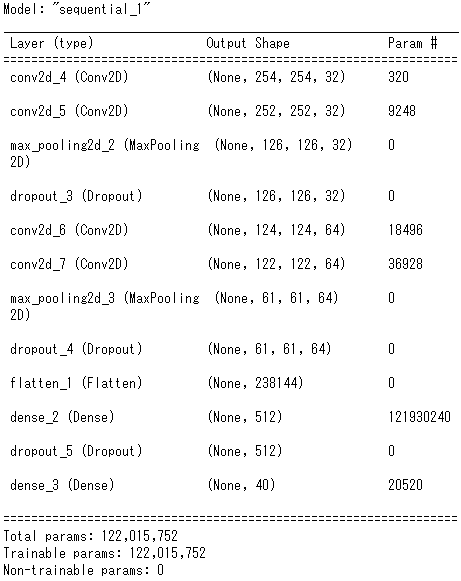 Model: "sequential_1"
Layer (type) Output Shape Param #
conv2d_4 (Conv2D) (None, 254, 254, 32) 320
conv2d_5 (Conv2D) (None, 252, 252, 32) 9248
max_pooling2d_2 (MaxPooling (None, 126, 126, 32) 0
2D)
dropout_3 (Dropout) (None, 126, 126, 32) 0
conv2d_6 (Conv2D) (None, 124, 124, 64) 18496
conv2d_7 (Conv2D) (None, 122, 122, 64) 36928
max_pooling2d_3 (MaxPooling (None, 61, 61, 64) 0
2D)
dropout_4 (Dropout) (None, 61, 61, 64) 0
flatten_1 (Flatten) (None, 238144) 0
dense_2 (Dense) (None, 512) 121930240
dropout_5 (Dropout) (None, 512) 0
dense_3 (Dense) (None, 40) 20520
Total params: 122,015,752
Trainable params: 122,015,752
Non-trainable params: 0